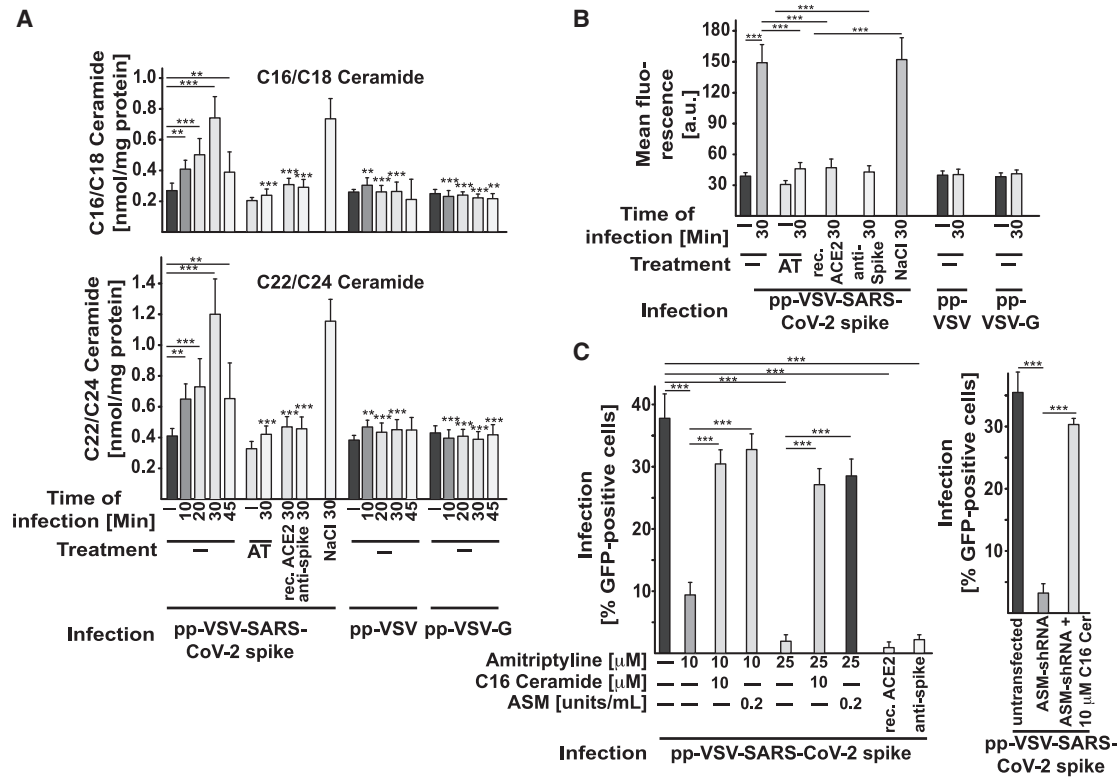 A
C16/C18 Ceramide
[nmol/mg protein]
1.0
0.8
0.6
0.4
0.2
C16/C18 Ceramide
**
***
***
**
***
***
***
**
***
***
***
***
***
***
**
C22/C24 Ceramide
[nmol/mg protein]
1.4
1.2
1.0
0.8
0.6
0.4
0.2
C22/C24 Ceramide
**
***
***
**
***
***
***
**
***
***
***
***
***
***
Time of
infection [Min]
– 10 20 30 45 – 30 30 30 30 – 10 20 30 45 – 10 20 30 45
Treatment
– AT rec. ACE2 anti-spike NaCl – –
Infection
pp-VSV-SARS-
CoV-2 spike
pp-VSV
pp-VSV-G
B
Mean fluo-
rescence
[a.u.]
180
150
120
90
60
30
***
***
***
***
***
Time of
infection [Min]
– 30 – 30 30 30 30 – 30 – 30
Treatment
– AT rec. ACE2 anti-Spike NaCl – –
Infection
pp-VSV-SARS-
CoV-2 spike
pp-
VSV
pp-
VSV-G
C
Infection
[% GFP-positive cells]
40
30
20
10
***
***
***
***
***
***
***
***
Amitriptyline [μM] – 10 10 10 25 25 25
C16 Ceramide [μM] – – 10 – – 10 –
ASM [units/mL] – – – 0.2 – – 0.2
rec. ACE2
anti-spike
Infection
pp-VSV-SARS-CoV-2 spike
Infection
[% GFP-positive cells]
35
25
15
5
***
***
untransfected
ASM-shRNA
ASM-shRNA +
10 μM C16 Cer
pp-VSV-SARS-
CoV-2 spike